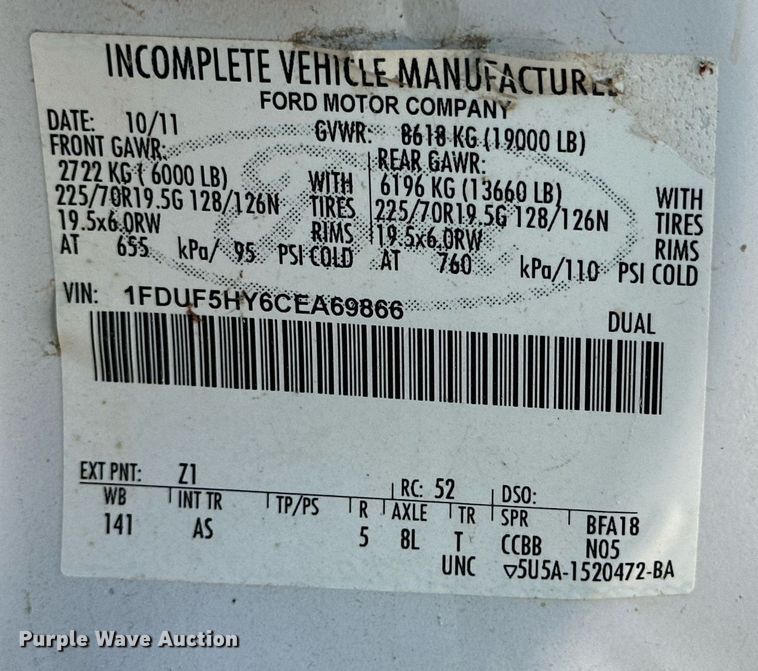 INCOMPLETE VEHICLE MANUFACTURE
FORD MOTOR COMPANY
DATE: 10/11 GVWR: 8618 KG (19000 LB)
FRONT GAWR: REAR GAWR:
2722 KG ( 6000 LB) WITH 6196 KG (13660 LB) WITH
225/70R19.5G 128/126N TIRES 225/70R19.5G 128/126N TIRES
19.5x6.0RW RIMS 19.5x6.0RW RIMS
AT 655 kPa/ 95 PSI COLD AT 760 kPa/110 PSI COLD
VIN: 1FDUF5HY6CEA69866
DUAL
EXT PNT: Z1 RC: 52 DSO:
WB INT TR TP/PS R AXLE TR SPR BFA18
141 AS 5 8L T CCBB N05
UNC ▽5U5A-1520472-BA
Purple Wave Auction